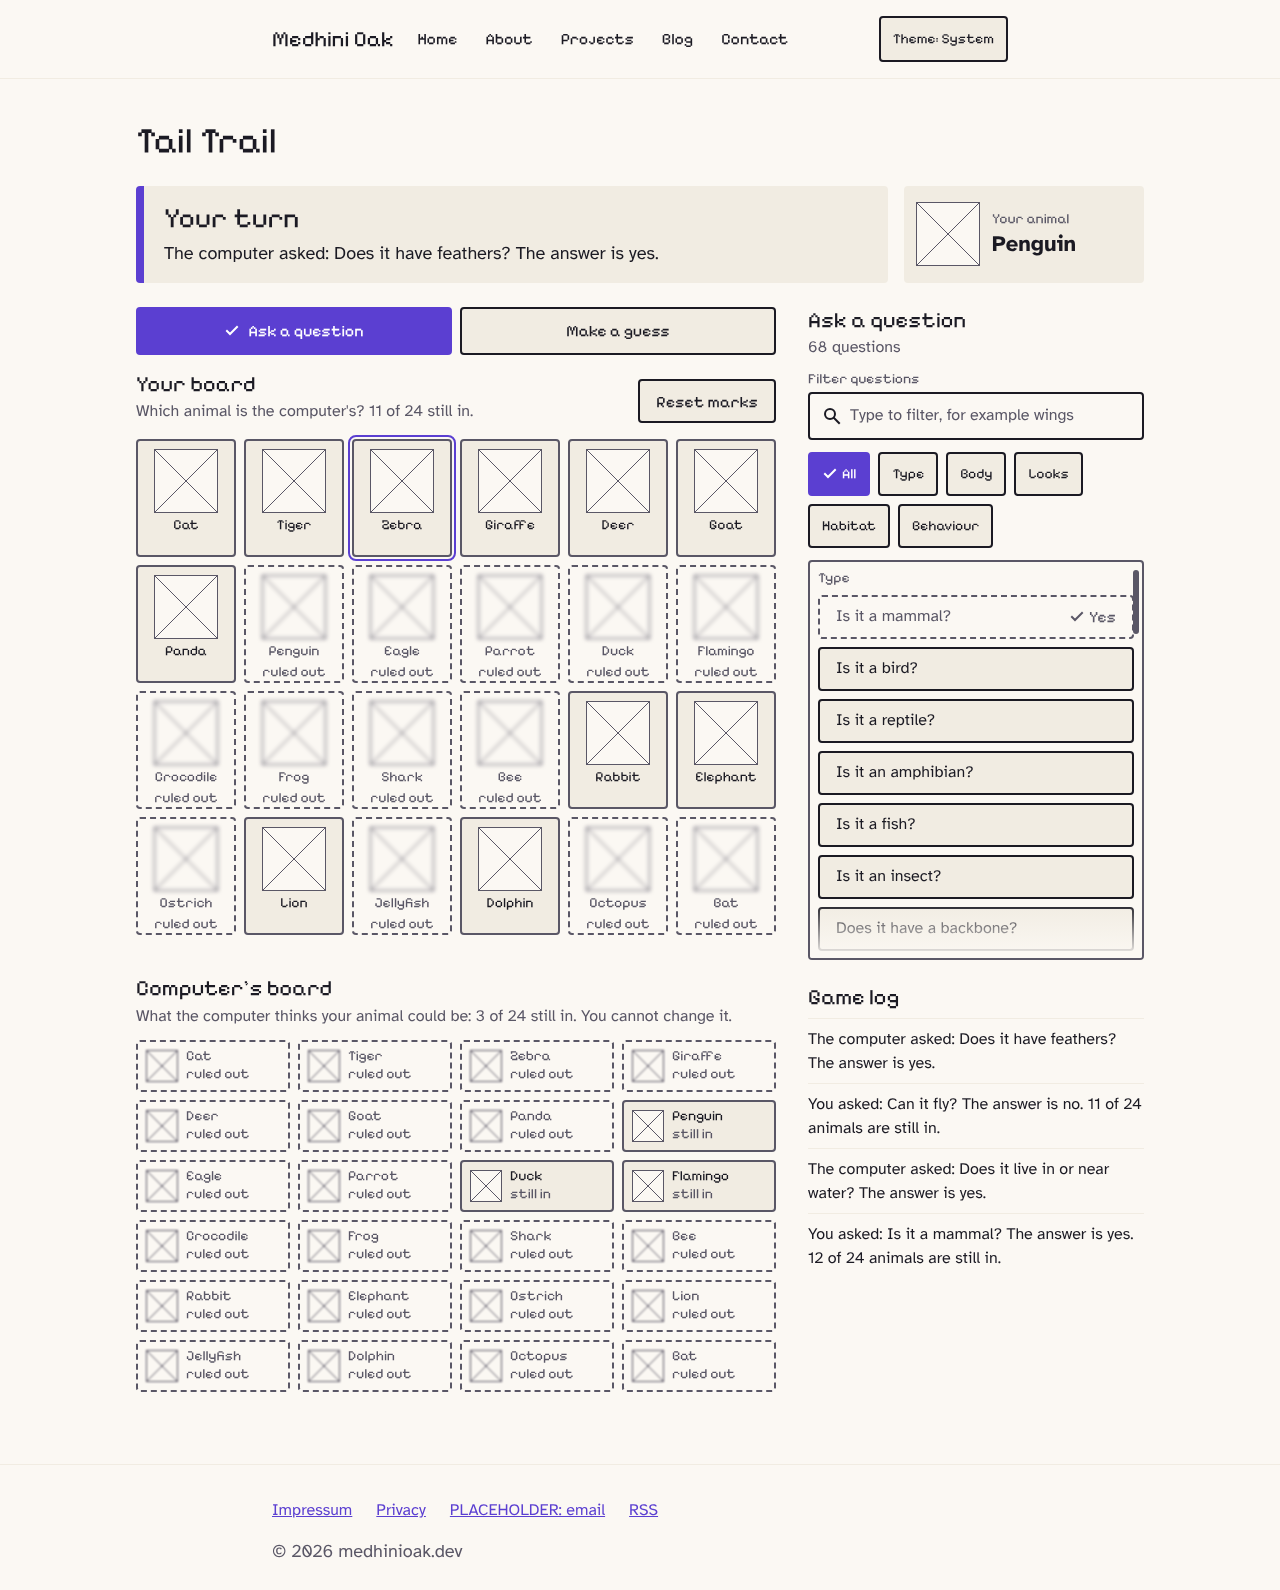 Medhini Oak
Home
About
Projects
Blog
Contact
Theme: System
Tail Trail
Your turn
The computer asked: Does it have feathers? The answer is yes.
Your animal
Penguin
Ask a question
Make a guess
Your board
Which animal is the computer's? 11 of 24 still in.
Reset marks
Cat
Tiger
Zebra
Giraffe
Deer
Goat
Panda
Penguin
ruled out
Eagle
ruled out
Parrot
ruled out
Duck
ruled out
Flamingo
ruled out
Crocodile
ruled out
Frog
ruled out
Shark
ruled out
Bee
ruled out
Rabbit
Elephant
Ostrich
ruled out
Lion
Jellyfish
ruled out
Dolphin
Octopus
ruled out
Bat
ruled out
Computer's board
What the computer thinks your animal could be: 3 of 24 still in. You cannot change it.
Cat
ruled out
Tiger
ruled out
Zebra
ruled out
Giraffe
ruled out
Deer
ruled out
Goat
ruled out
Panda
ruled out
Penguin
still in
Eagle
ruled out
Parrot
ruled out
Duck
still in
Flamingo
still in
Crocodile
ruled out
Frog
ruled out
Shark
ruled out
Bee
ruled out
Rabbit
ruled out
Elephant
ruled out
Ostrich
ruled out
Lion
ruled out
Jellyfish
ruled out
Dolphin
ruled out
Octopus
ruled out
Bat
ruled out
Ask a question
68 questions
Filter questions
Type to filter, for example wings
All
Type
Body
Looks
Habitat
Behaviour
Type
Is it a mammal?
Yes
Is it a bird?
Is it a reptile?
Is it an amphibian?
Is it a fish?
Is it an insect?
Does it have a backbone?
Game log
The computer asked: Does it have feathers?
The answer is yes.
You asked: Can it fly? The answer is no. 11 of 24
animals are still in.
The computer asked: Does it live in or near
water? The answer is yes.
You asked: Is it a mammal? The answer is yes.
12 of 24 animals are still in.
Impressum
Privacy
PLACEHOLDER: email
RSS
© 2026 medhinioak.dev